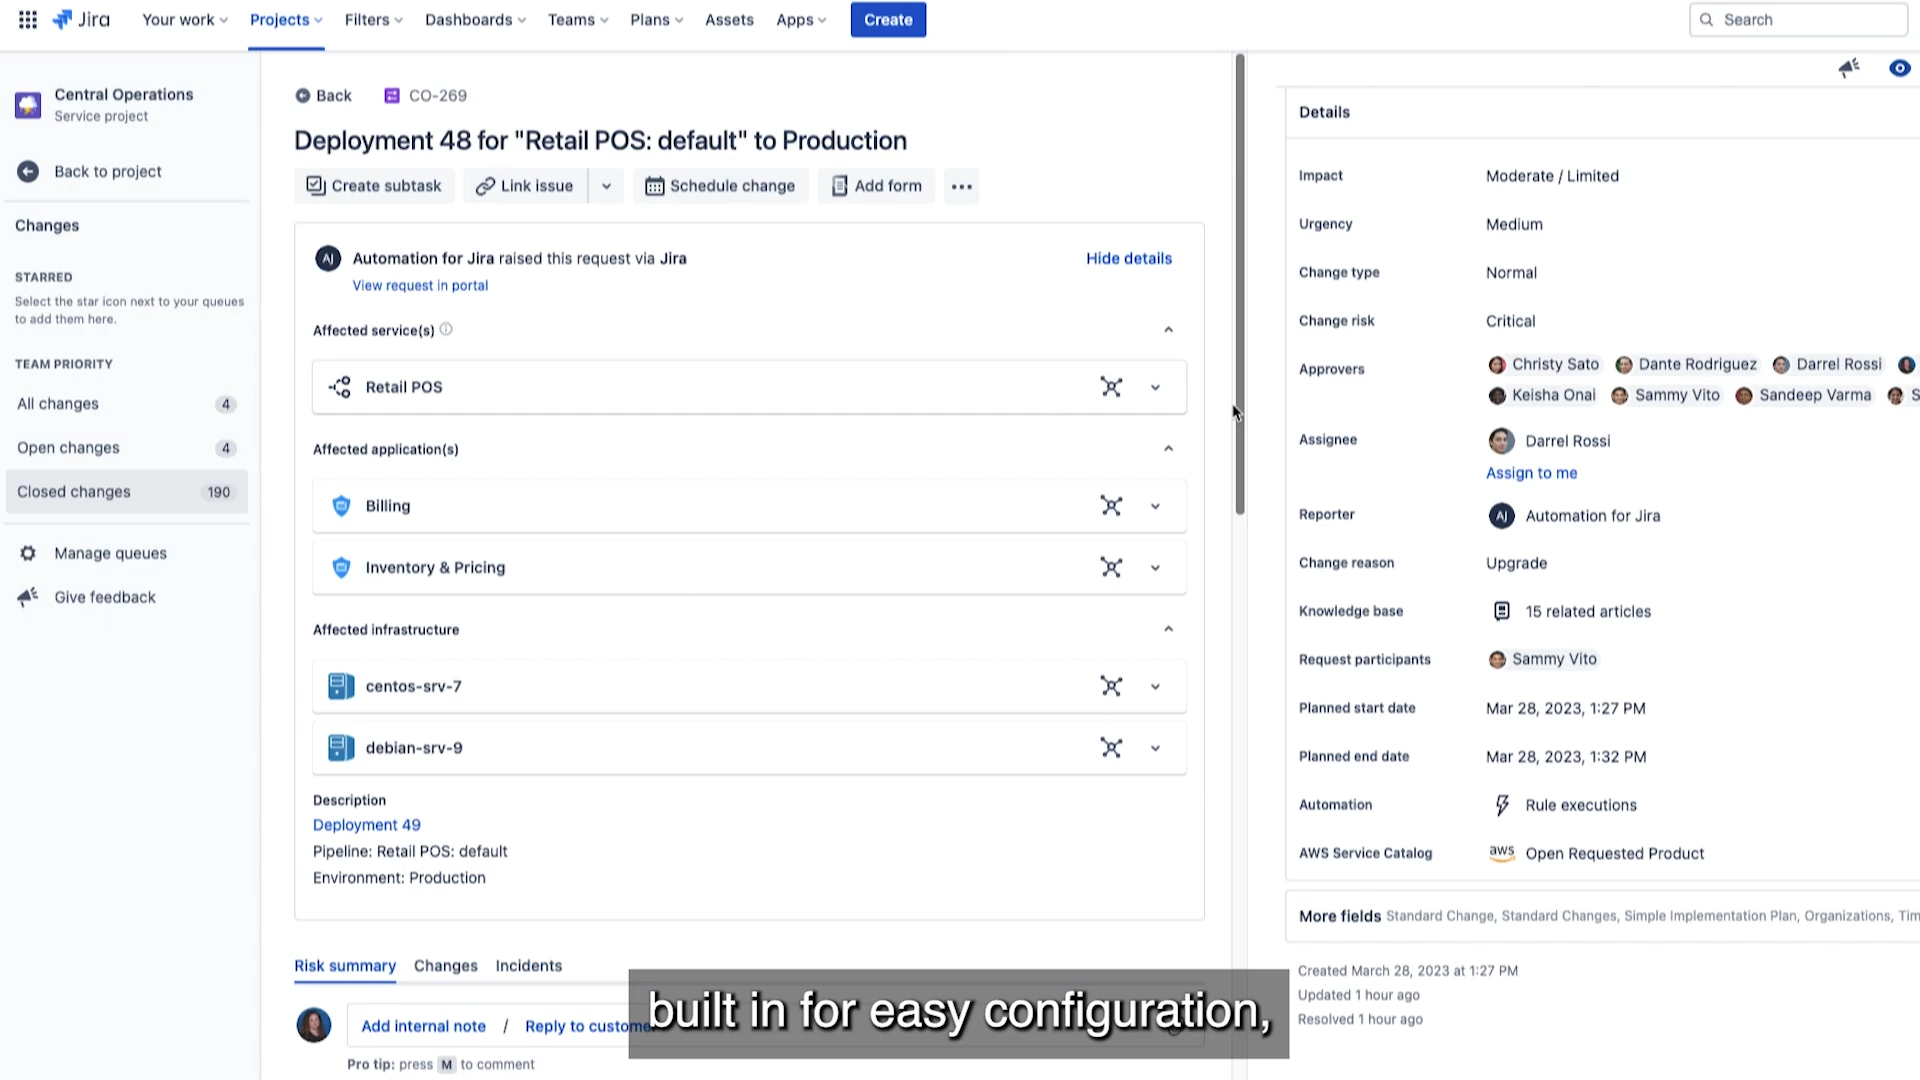 Jira
Your work
Projects
Filters
Dashboards
Teams
Plans
Assets
Apps
Create
Search
Central Operations
Service project
Back to project
Changes
STARRED
Select the star icon next to your queues
to add them here.
TEAM PRIORITY
All changes 4
Open changes 4
Closed changes 190
Manage queues
Give feedback
Back
CO-269
Deployment 48 for "Retail POS: default" to Production
Create subtask
Link issue
Schedule change
Add form
AJ
Automation for Jira raised this request via Jira
Hide details
View request in portal
Affected service(s)
Retail POS
Affected application(s)
Billing
Inventory & Pricing
Affected infrastructure
centos-srv-7
debian-srv-9
Description
Deployment 49
Pipeline: Retail POS: default
Environment: Production
Risk summary
Changes
Incidents
Add internal note / Reply to custome
Pro tip: press M to comment
Details
Impact Moderate / Limited
Urgency Medium
Change type Normal
Change risk Critical
Approvers Christy Sato Dante Rodriguez Darrel Rossi
Keisha Onai Sammy Vito Sandeep Varma S
Assignee Darrel Rossi
Assign to me
Reporter AJ Automation for Jira
Change reason Upgrade
Knowledge base 15 related articles
Request participants Sammy Vito
Planned start date Mar 28, 2023, 1:27 PM
Planned end date Mar 28, 2023, 1:32 PM
Automation Rule executions
AWS Service Catalog aws Open Requested Product
More fields Standard Change, Standard Changes, Simple Implementation Plan, Organizations, Tim
Created March 28, 2023 at 1:27 PM
Updated 1 hour ago
Resolved 1 hour ago
built in for easy configuration,